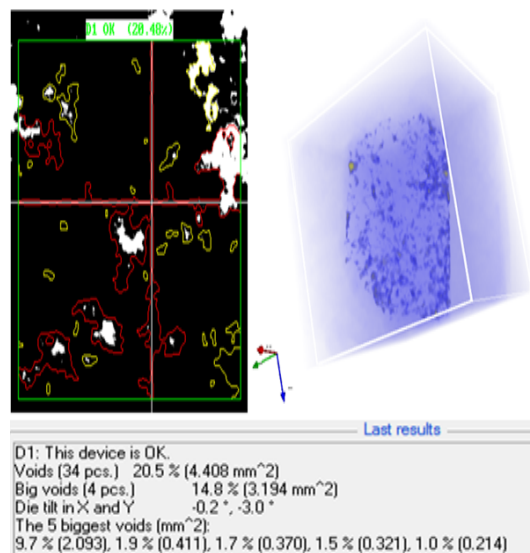 D1 OK (20.48%)
Last results
D1: This device is OK.
Voids (34 pcs.) 20.5 % (4.408 mm^2)
Big voids (4 pcs.) 14.8 % (3.194 mm^2)
Die tilt in X and Y -0.2 °, -3.0 °
The 5 biggest voids (mm^2):
9.7 % (2.093), 1.9 % (0.411), 1.7 % (0.370), 1.5 % (0.321), 1.0 % (0.214)